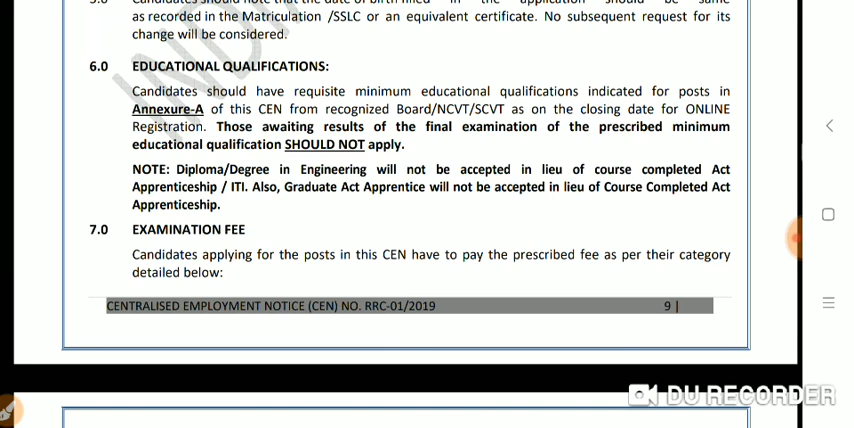 as recorded in the Matriculation /SSLC or an equivalent certificate. No subsequent request for its
change will be considered.
6.0 EDUCATIONAL QUALIFICATIONS:
Candidates should have requisite minimum educational qualifications indicated for posts in
Annexure-A of this CEN from recognized Board/NCVT/SCVT as on the closing date for ONLINE
Registration. Those awaiting results of the final examination of the prescribed minimum
educational qualification SHOULD NOT apply.
NOTE: Diploma/Degree in Engineering will not be accepted in lieu of course completed Act
Apprenticeship / ITI. Also, Graduate Act Apprentice will not be accepted in lieu of Course Completed Act
Apprenticeship.
7.0 EXAMINATION FEE
Candidates applying for the posts in this CEN have to pay the prescribed fee as per their category
detailed below:
CENTRALISED EMPLOYMENT NOTICE (CEN) NO. RRC-01/2019 9 |
DU RECORDER